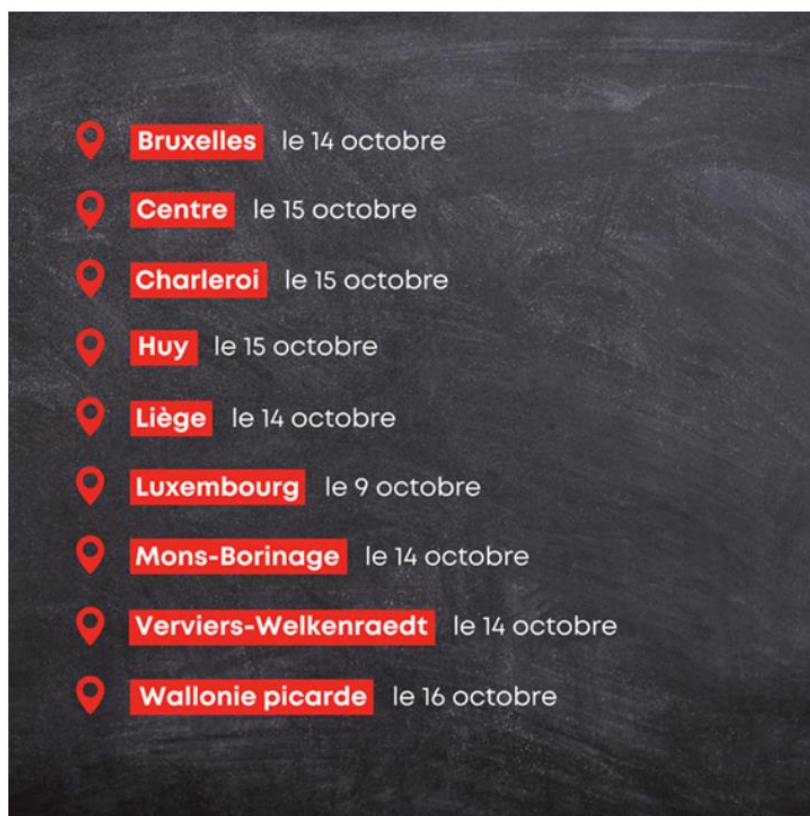 Bruxelles le 14 octobre
Centre le 15 octobre
Charleroi le 15 octobre
Huy le 15 octobre
Liège le 14 octobre
Luxembourg le 9 octobre
Mons-Borinage le 14 octobre
Verviers-Welkenraedt le 14 octobre
Wallonie picarde le 16 octobre